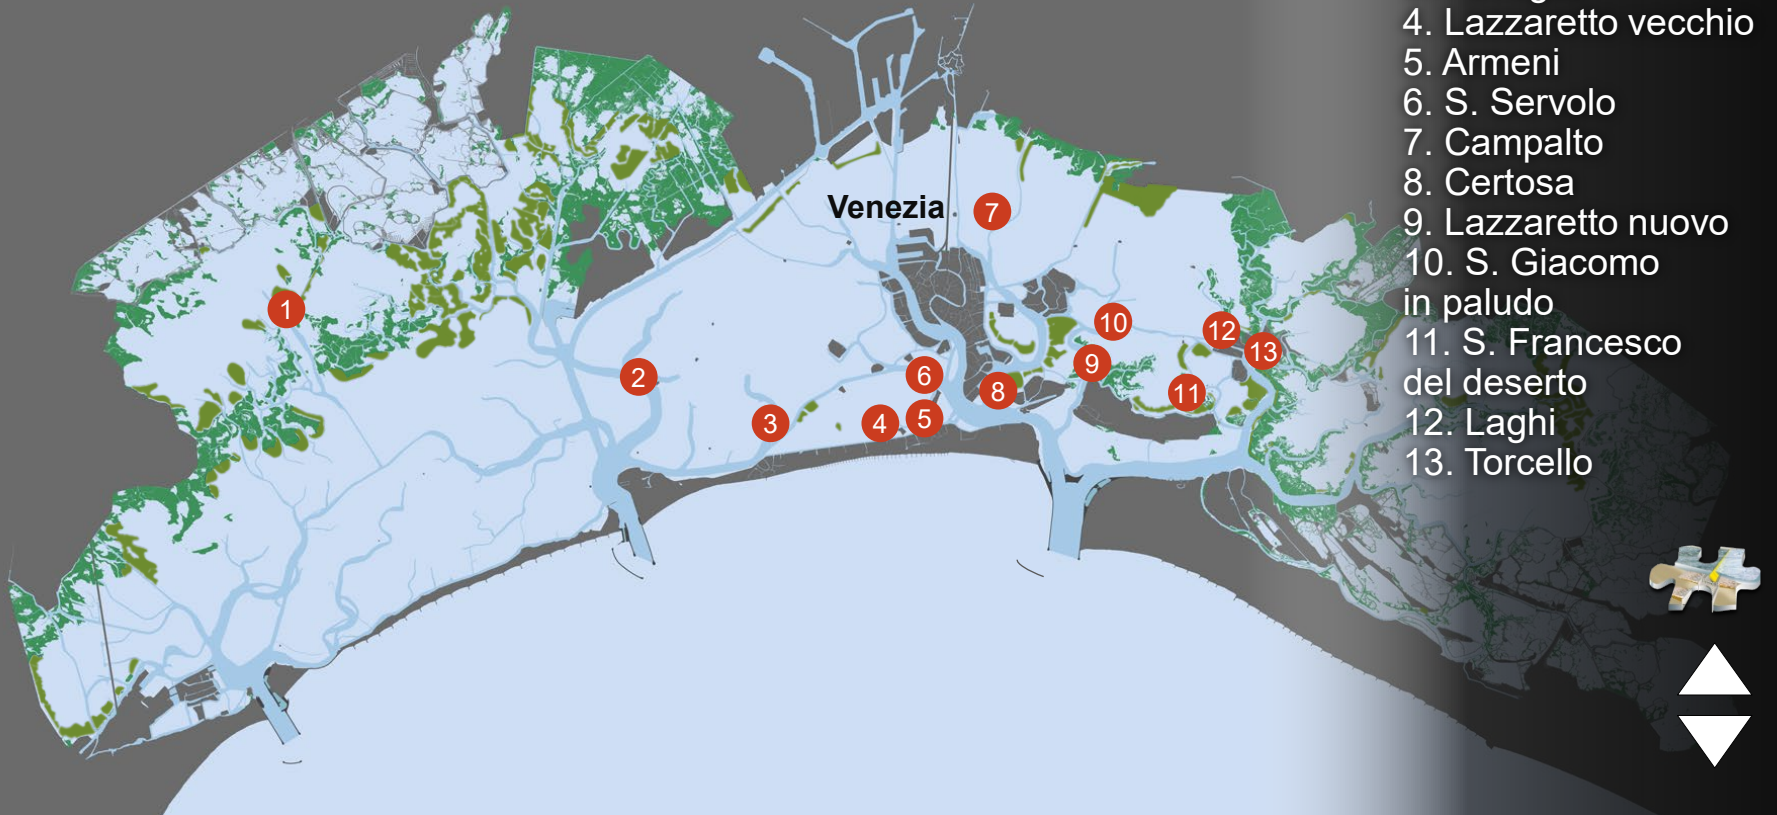 4. Lazzaretto vecchio
5. Armeni
6. S. Servolo
7. Campalto
8. Certosa
9. Lazzaretto nuovo
10. S. Giacomo
in paludo
11. S. Francesco
del deserto
12. Laghi
13. Torcello
Venezia
7
1
10
12
13
9
2
6
8
11
3
4
5